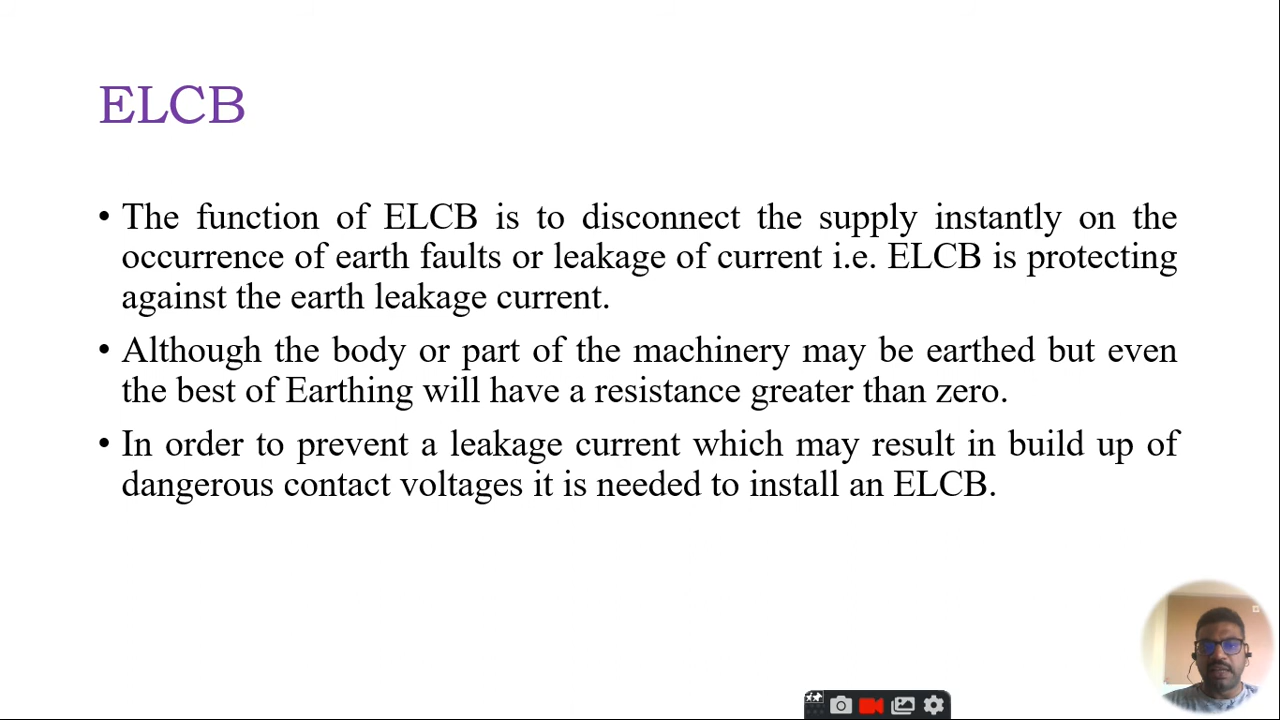 ELCB
• The function of ELCB is to disconnect the supply instantly on the
occurrence of earth faults or leakage of current i.e. ELCB is protecting
against the earth leakage current.
• Although the body or part of the machinery may be earthed but even
the best of Earthing will have a resistance greater than zero.
• In order to prevent a leakage current which may result in build up of
dangerous contact voltages it is needed to install an ELCB.